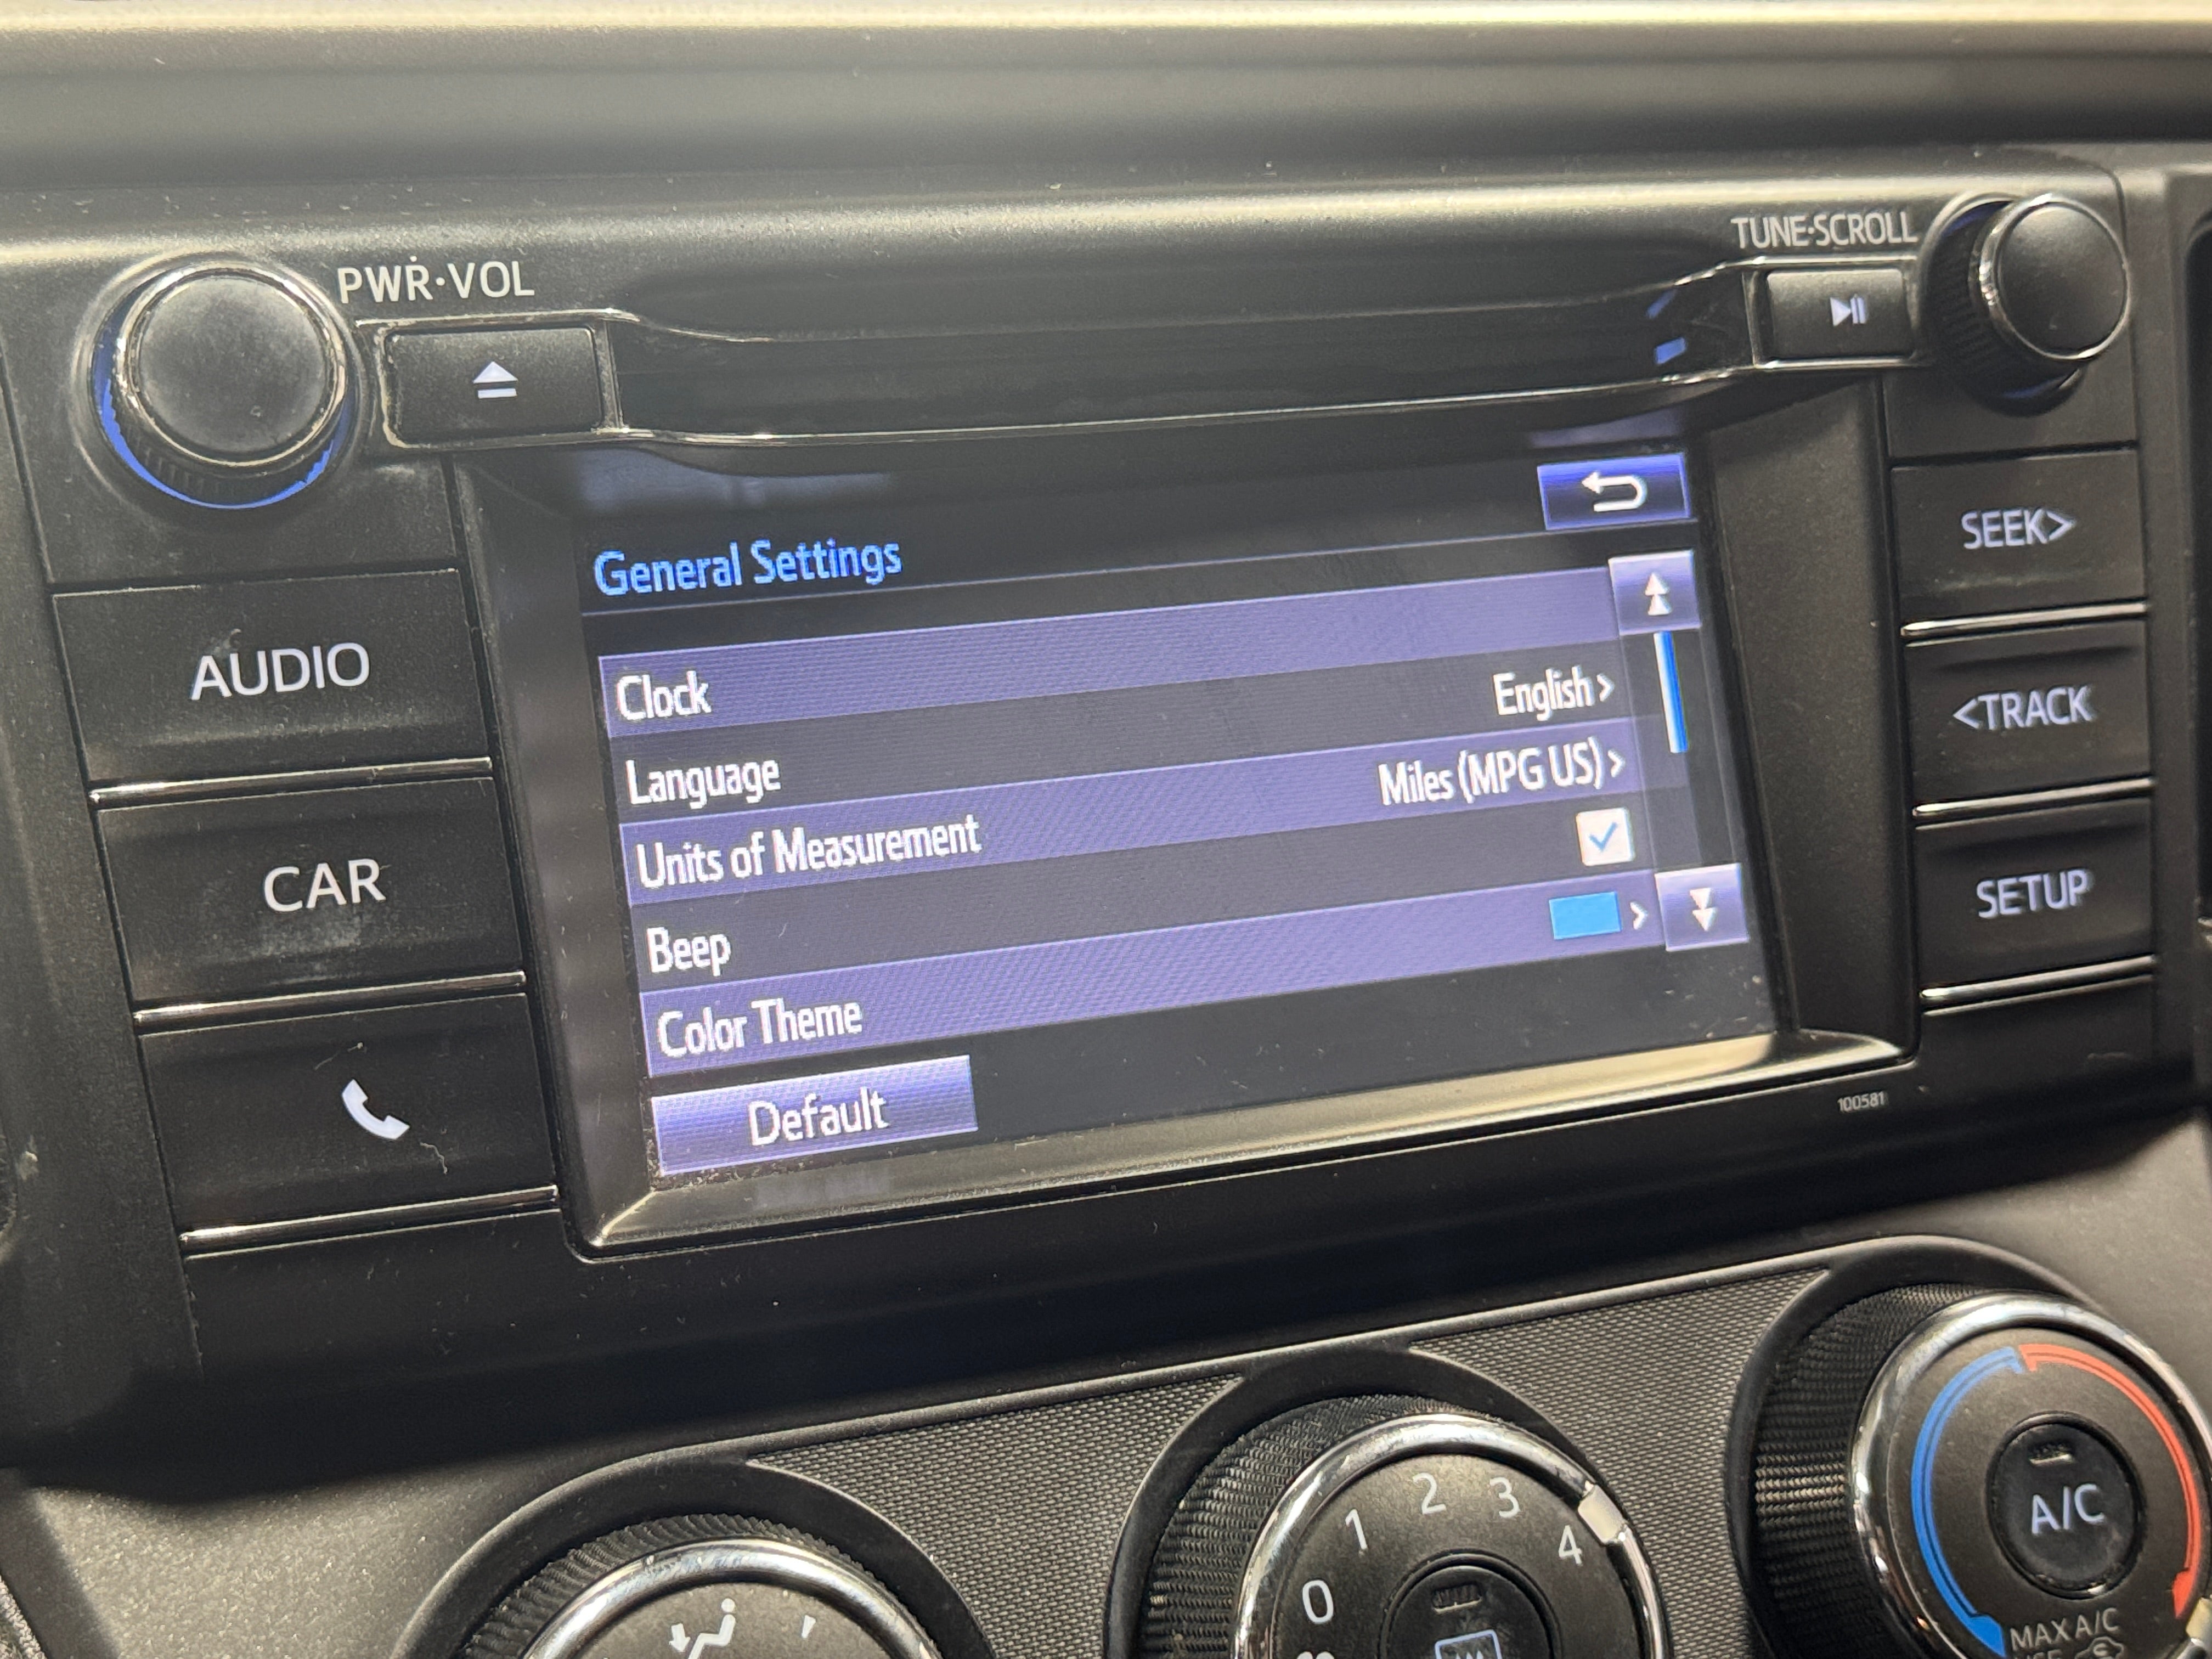 PWR·VOL
TUNE·SCROLL
SEEK>
General Settings
AUDIO
Clock
English >
<TRACK
Language
Miles (MPG US) >
Units of Measurement
CAR
SETUP
Beep
>
Color Theme
Default
100581
1 2 3 4
0
A/C
MAX A/C